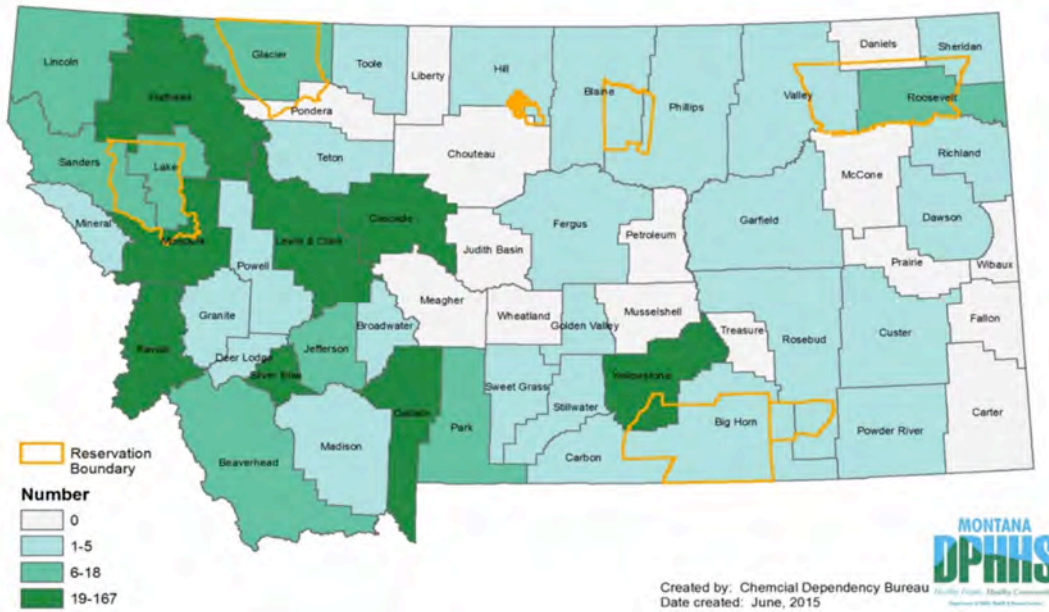 Lincoln
Flathead
Glacier
Toole
Liberty
Hill
Blaine
Phillips
Valley
Daniels
Sheridan
Roosevelt
Pondera
Chouteau
Teton
Sanders
Lake
Mineral
Missoula
Powell
Lewis & Clark
Cascade
Judith Basin
Fergus
Petroleum
Garfield
McCone
Richland
Dawson
Prairie
Wibaux
Meagher
Wheatland
Golden Valley
Musselshell
Treasure
Rosebud
Custer
Fallon
Granite
Deer Lodge
Silver Bow
Jefferson
Broadwater
Ravalli
Gallatin
Park
Sweet Grass
Stillwater
Yellowstone
Big Horn
Powder River
Carter
Beaverhead
Madison
Carbon
Reservation
Boundary
Number
0
1-5
6-18
19-167
Created by: Chemcial Dependency Bureau
Date created: June, 2015
MONTANA
DPHHS